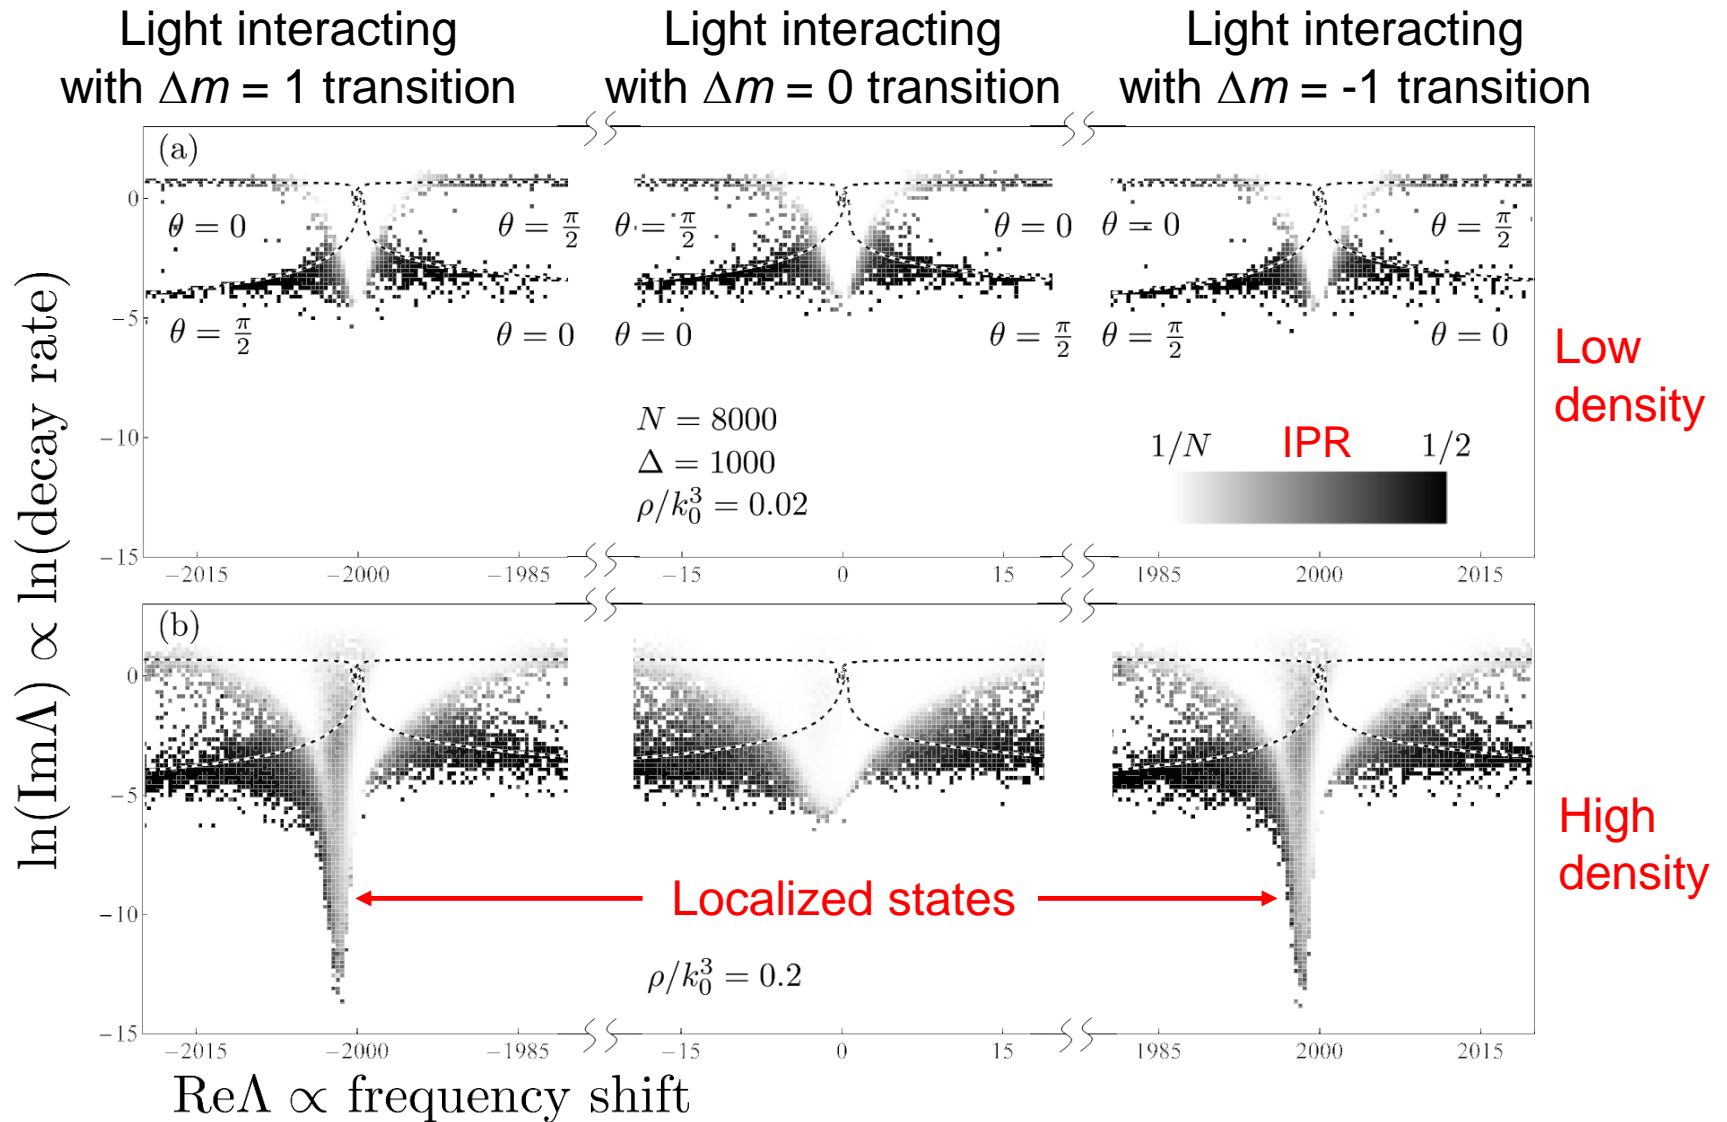 Light interacting
with Δm = 1 transition
Light interacting
with Δm = 0 transition
Light interacting
with Δm = -1 transition
(a)
0
−5
−10
−15
θ = 0
θ = π/2
θ = π/2
θ = 0
θ = π/2
θ = 0
θ = 0
θ = π/2
θ = 0
θ = π/2
θ = π/2
θ = 0
Low
density
N = 8000
Δ = 1000
ρ/k₀³ = 0.02
1/N IPR 1/2
−2015 −2000 −1985 −15 0 15 1985 2000 2015
ln(ImΛ) ∝ ln(decay rate)
(b)
0
−5
−10
−15
High
density
Localized states
ρ/k₀³ = 0.2
−2015 −2000 −1985 −15 0 15 1985 2000 2015
ReΛ ∝ frequency shift